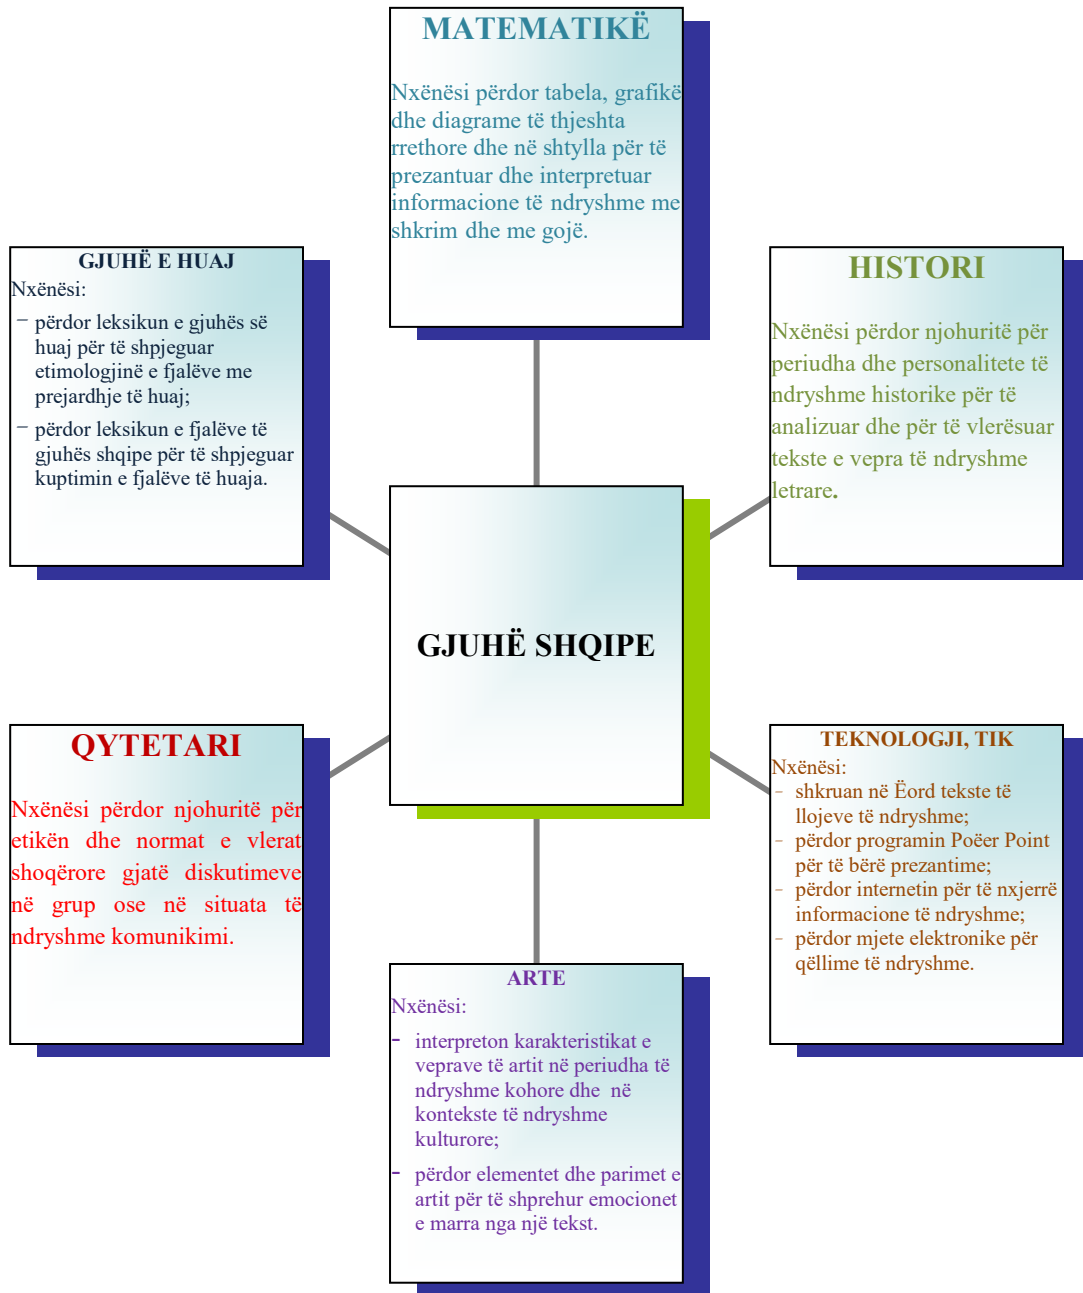 MATEMATIKË
Nxënësi përdor tabela, grafikë
dhe diagrame të thjeshta
rrethore dhe në shtylla për të
prezantuar dhe interpretuar
informacione të ndryshme me
shkrim dhe me gojë.
GJUHË E HUAJ
Nxënësi:
− përdor leksikun e gjuhës së
huaj për të shpjeguar
etimologjinë e fjalëve me
prejardhje të huaj;
− përdor leksikun e fjalëve të
gjuhës shqipe për të shpjeguar
kuptimin e fjalëve të huaja.
HISTORI
Nxënësi përdor njohuritë për
periudha dhe personalitete të
ndryshme historike për të
analizuar dhe për të vlerësuar
tekste e vepra të ndryshme
letrare.
GJUHË SHQIPE
QYTETARI
Nxënësi përdor njohuritë për
etikën dhe normat e vlerat
shoqërore gjatë diskutimeve
në grup ose në situata të
ndryshme komunikimi.
TEKNOLOGJI, TIK
Nxënësi:
- shkruan në Ëord tekste të
llojeve të ndryshme;
- përdor programin Poëer Point
për të bërë prezantime;
- përdor internetin për të nxjerrë
informacione të ndryshme;
- përdor mjete elektronike për
qëllime të ndryshme.
ARTE
Nxënësi:
- interpreton karakteristikat e
veprave të artit në periudha të
ndryshme kohore dhe në
kontekste të ndryshme
kulturore;
- përdor elementet dhe parimet e
artit për të shprehur emocionet
e marra nga një tekst.